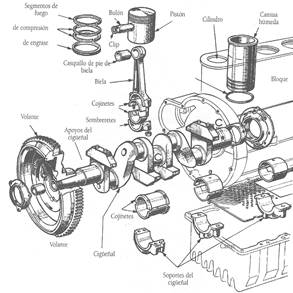 Segmentos de
fuego
de compresión
de engrase
Bulón
Pistón
Clip
Casquillo de pie de
biela
Biela
Cojinetes
Sombreretes
Cilindro
Camisa
húmeda
Bloque
Volante
Apoyos del
cigüeñal
Volante
Cojinetes
Cigüeñal
Soportes del
cigüeñal